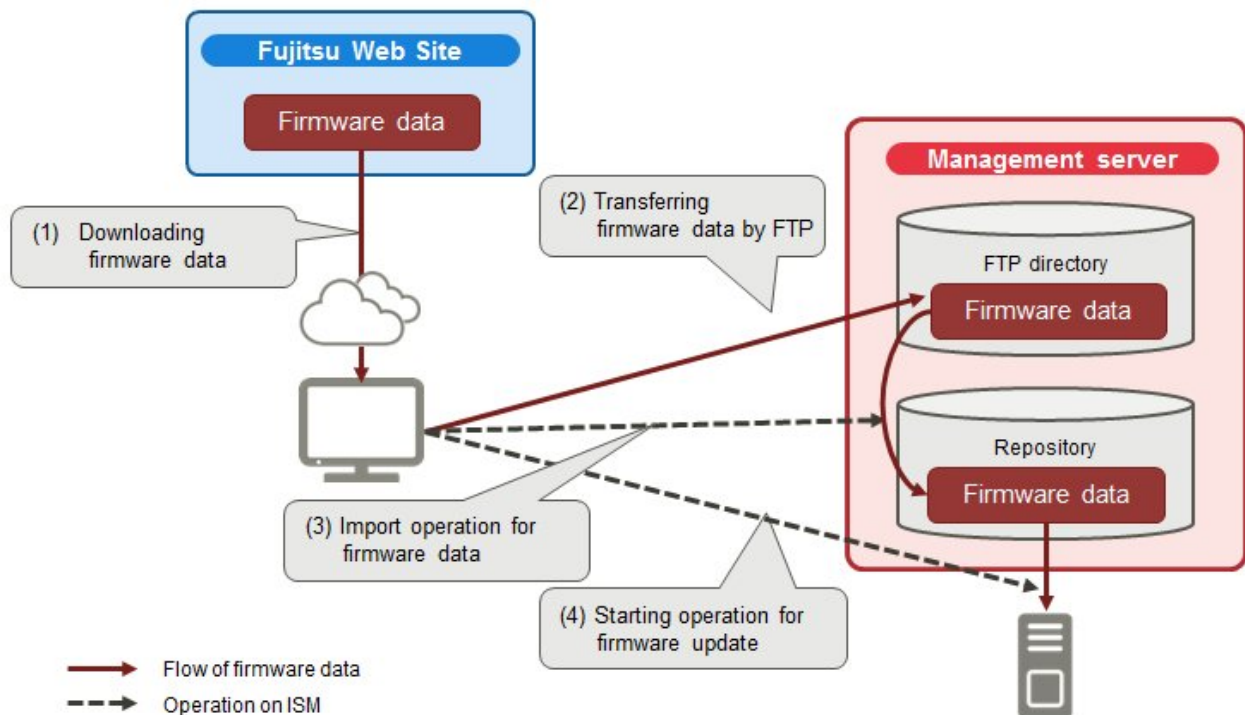 Fujitsu Web Site
Firmware data
Management server
(1) Downloading
firmware data
(2) Transferring
firmware data by FTP
FTP directory
Firmware data
Repository
Firmware data
(3) Import operation for
firmware data
(4) Starting operation for
firmware update
Flow of firmware data
Operation on ISM